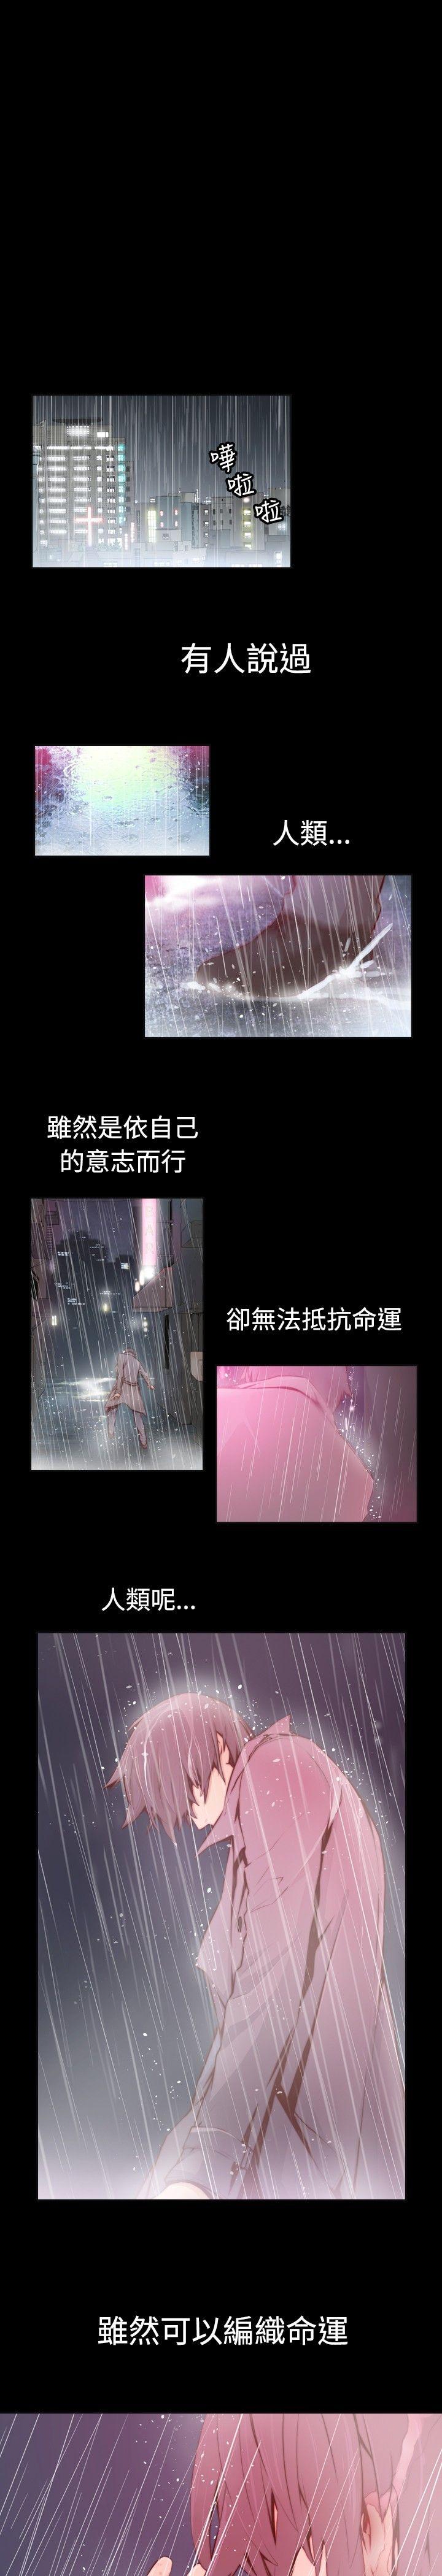 嘩
啦
啦
有人說過
人類...
雖然是依自己
的意志而行
卻無法抵抗命運
人類呢...
雖然可以編織命運